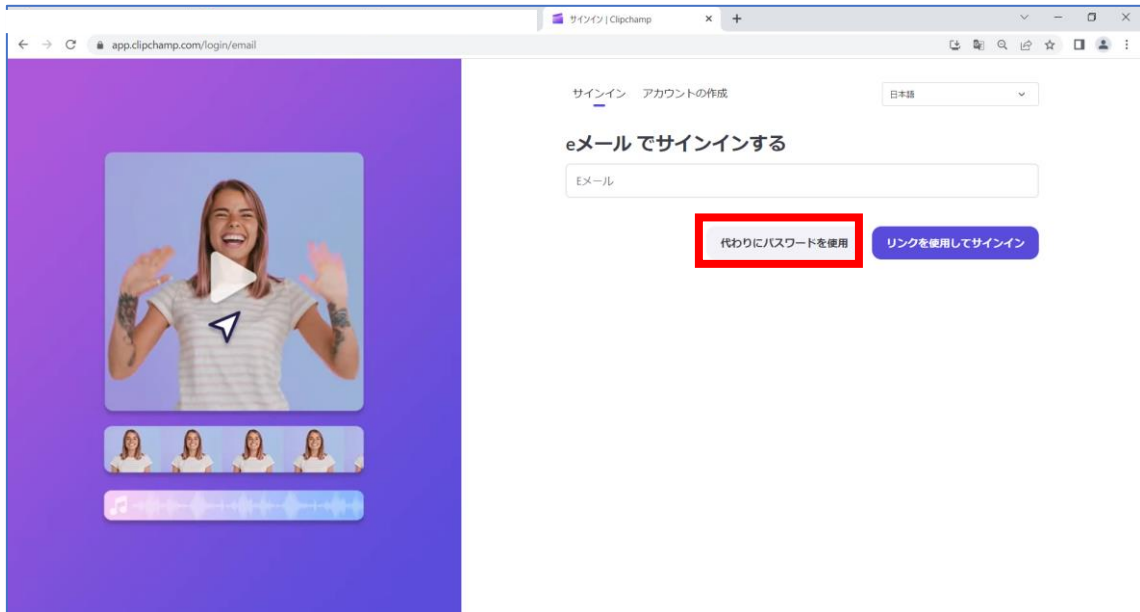 サインイン | Clipchamp
app.clipchamp.com/login/email
サインイン アカウントの作成 日本語
eメール でサインインする
Eメール
代わりにパスワードを使用 リンクを使用してサインイン